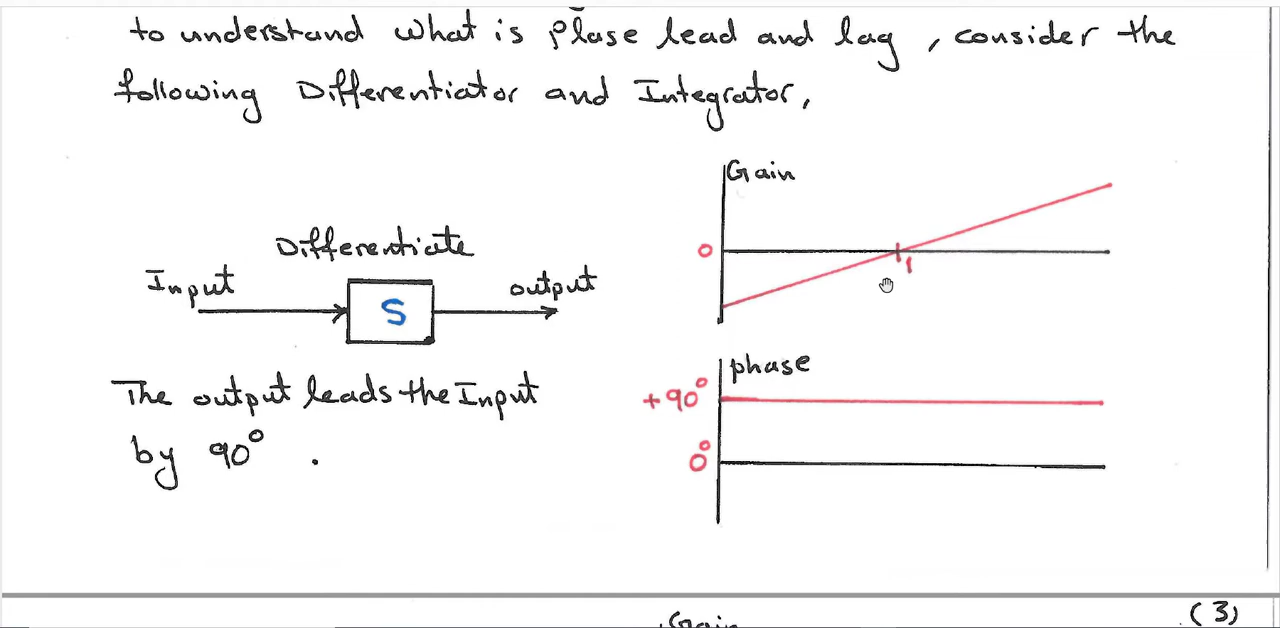 to understand what is phase lead and lag, consider the
following Differentiator and Integrator,
Gain
Differentiate
0
1
Input
output
S
phase
The output leads the Input
+90°
by 90°.
0°
(3)
Gain